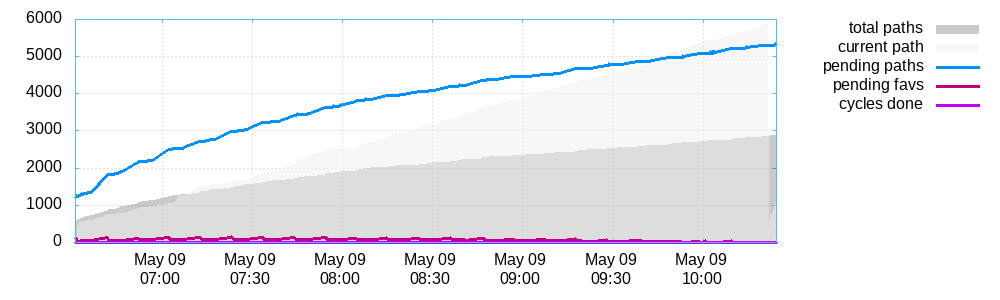 6000
5000
4000
3000
2000
1000
0
May 09 May 09 May 09 May 09 May 09 May 09 May 09
07:00 07:30 08:00 08:30 09:00 09:30 10:00
total paths
current path
pending paths
pending favs
cycles done